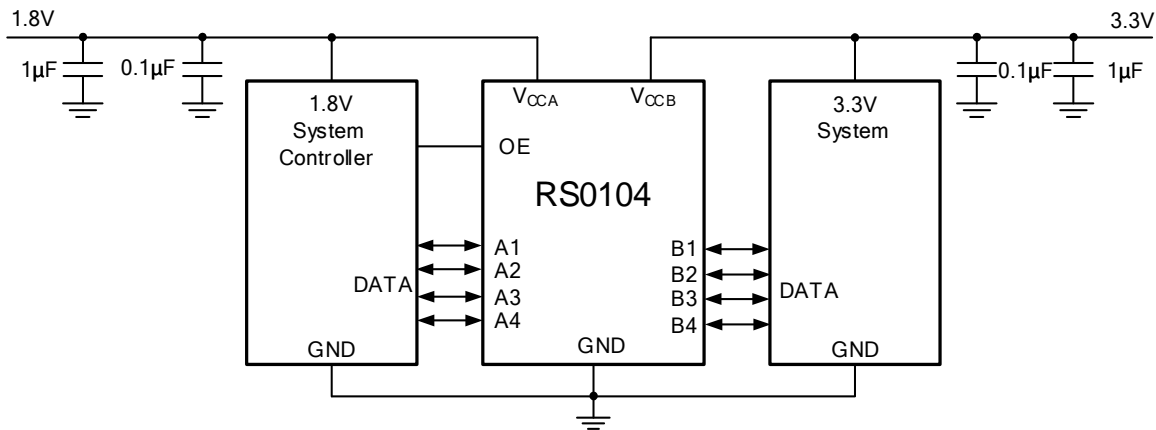 1.8V
3.3V
1μF
0.1μF
0.1μF
1μF
1.8V
System
Controller
DATA
GND
VCCA
VCCB
OE
RS0104
A1
A2
A3
A4
B1
B2
B3
B4
GND
3.3V
System
DATA
GND